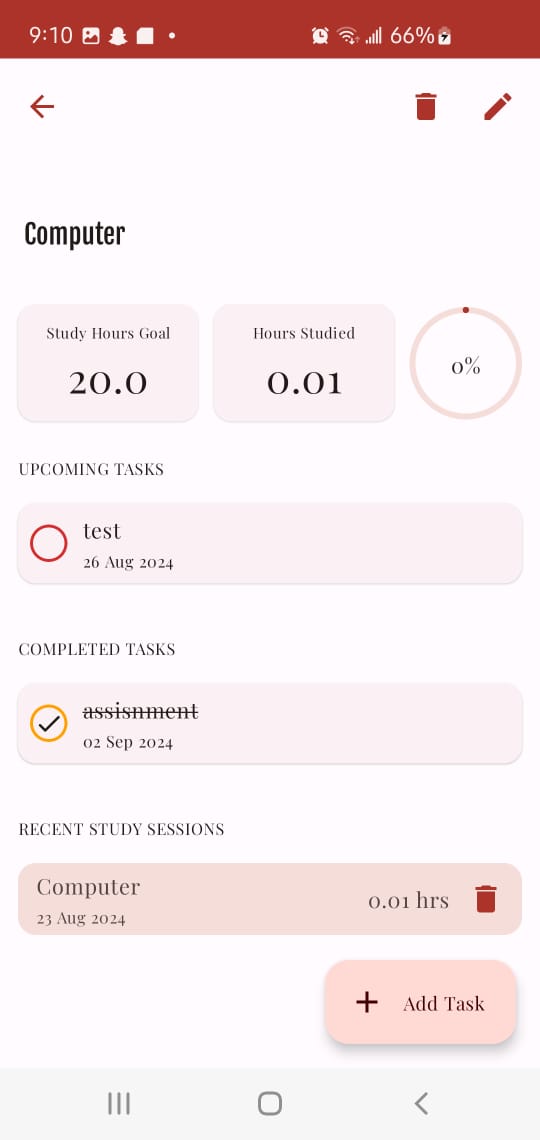 9:10
66%
Computer
Study Hours Goal
20.0
Hours Studied
0.01
0%
UPCOMING TASKS
test
26 Aug 2024
COMPLETED TASKS
assisnment
02 Sep 2024
RECENT STUDY SESSIONS
Computer
23 Aug 2024
0.01 hrs
Add Task